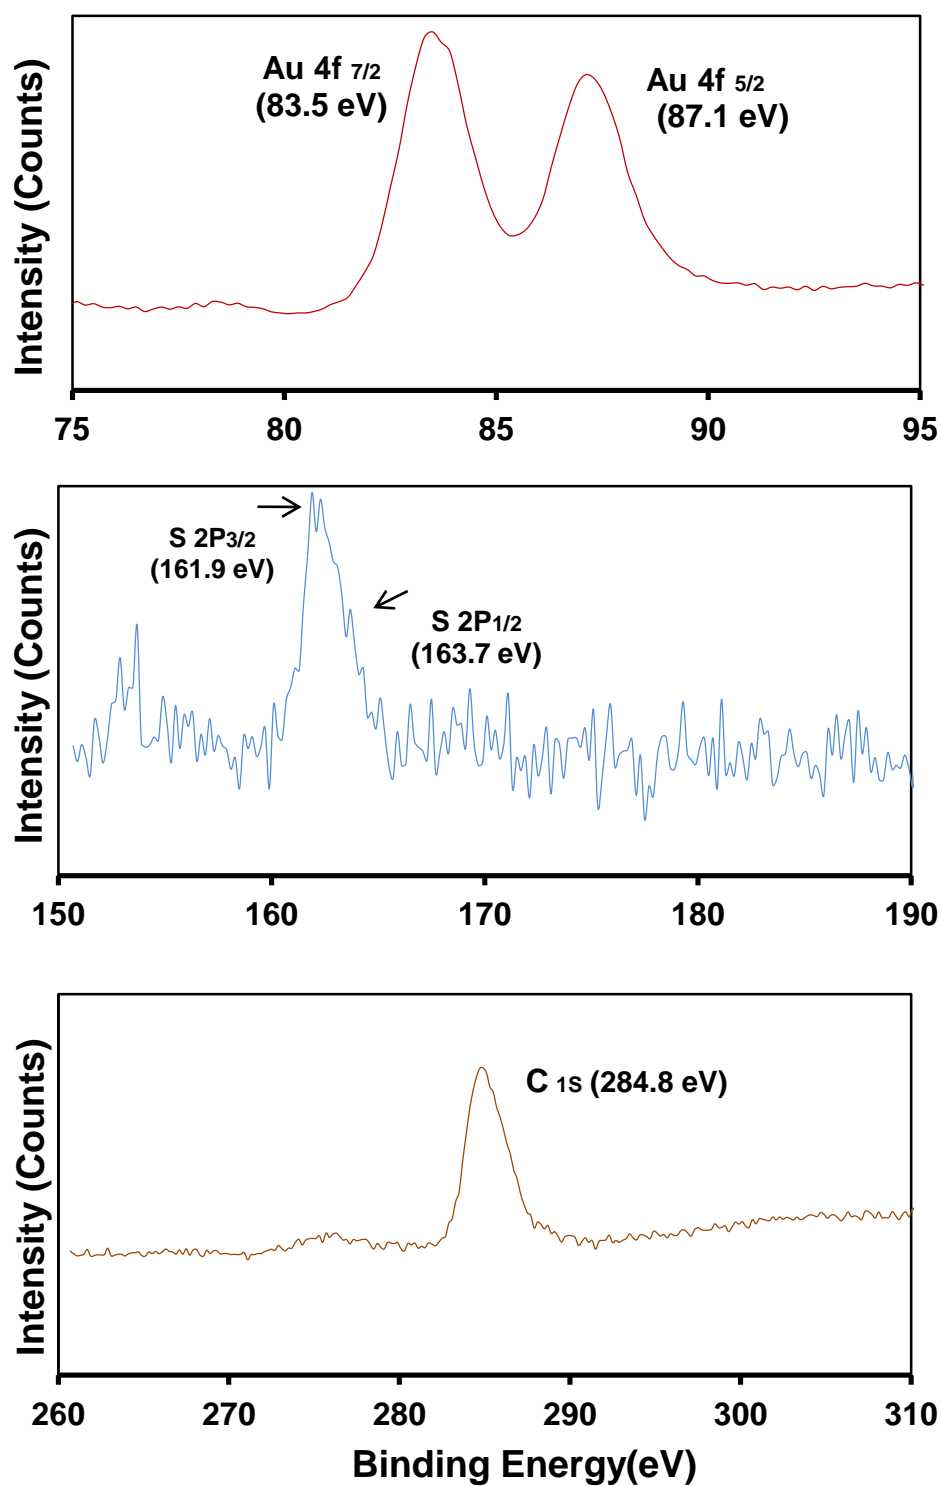 Intensity (Counts)
Au 4f 7/2
(83.5 eV)
Au 4f 5/2
(87.1 eV)
75 80 85 90 95
Intensity (Counts)
S 2P3/2
(161.9 eV)
S 2P1/2
(163.7 eV)
150 160 170 180 190
Intensity (Counts)
C 1S (284.8 eV)
260 270 280 290 300 310
Binding Energy(eV)